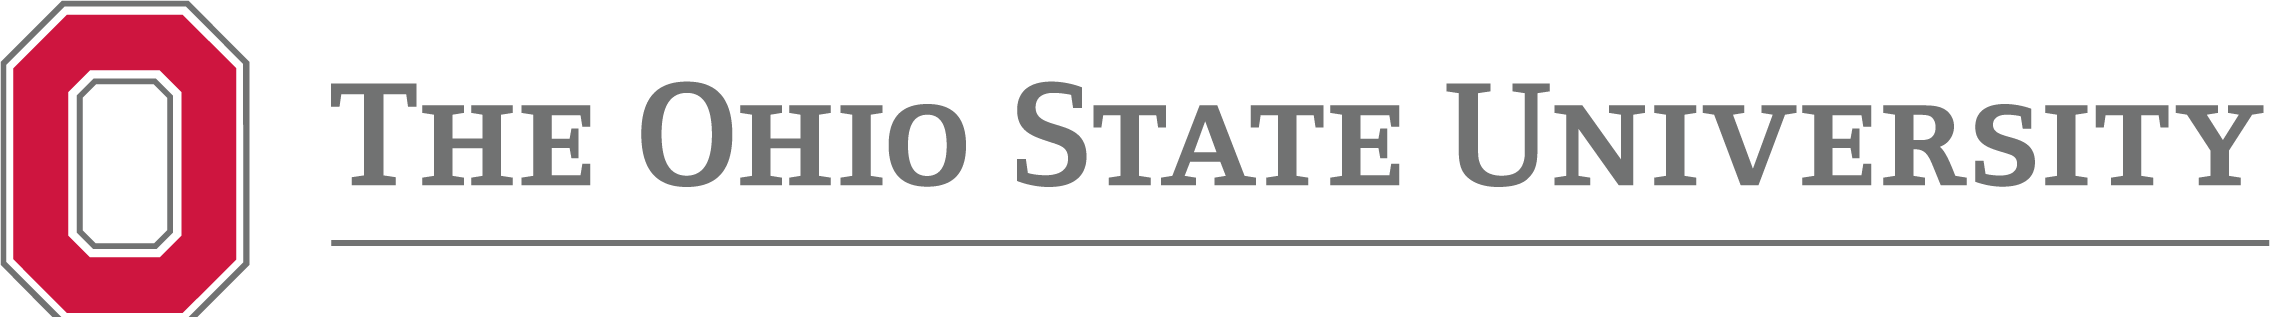 THE OHIO STATE UNIVERSITY